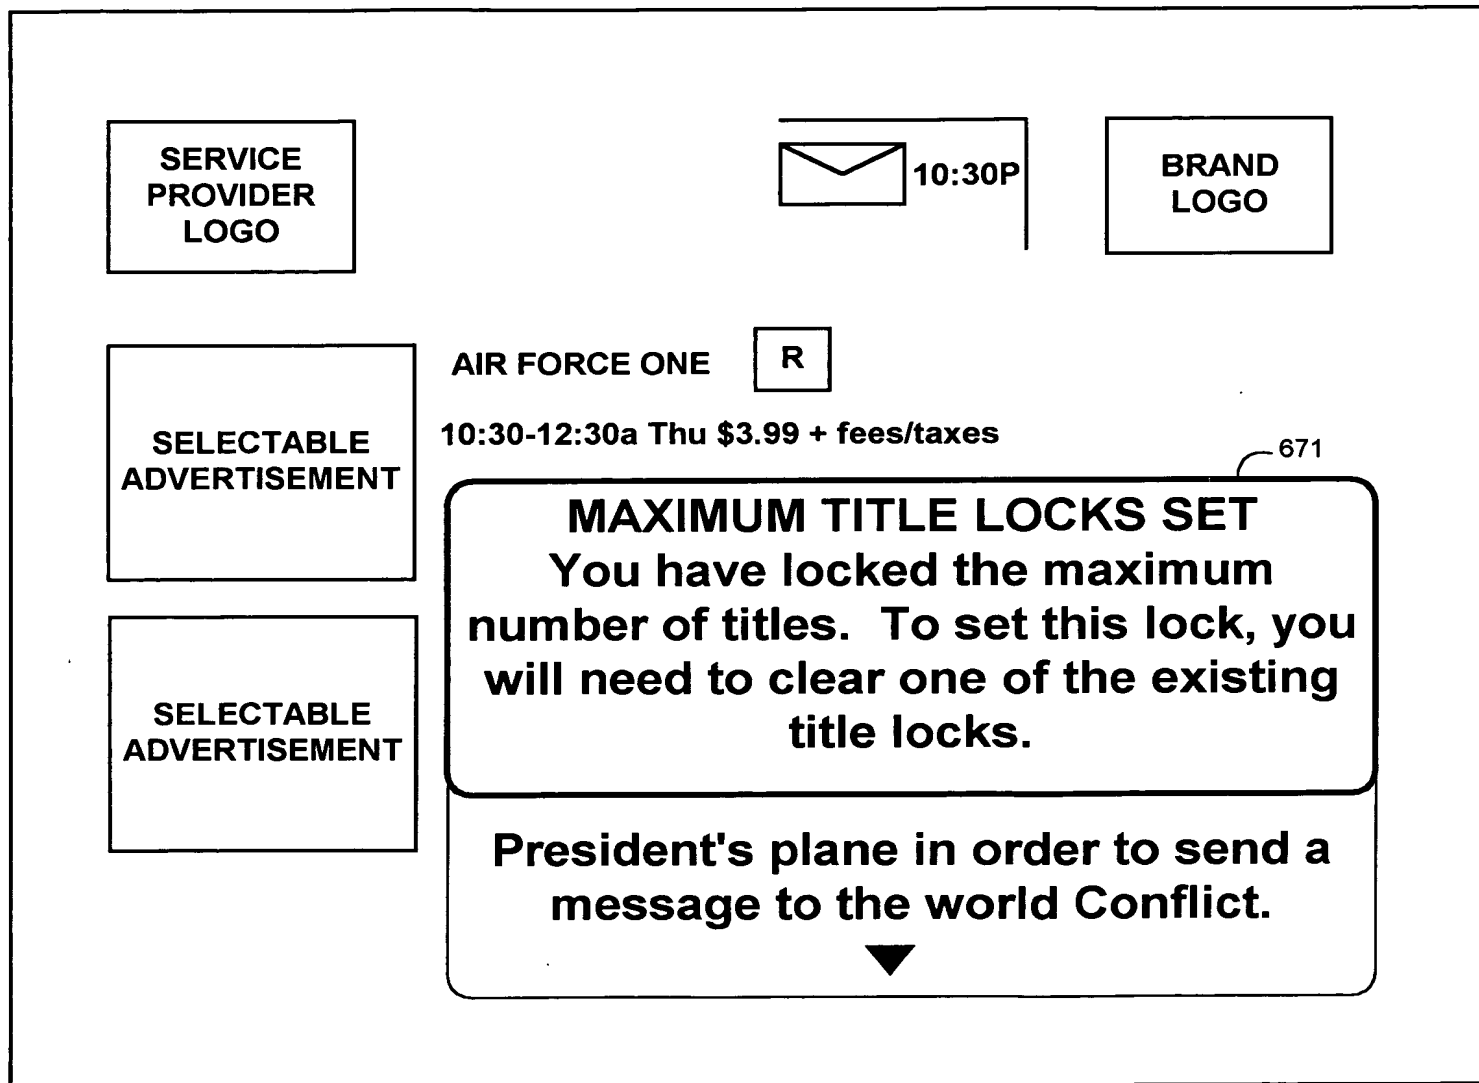 SERVICE
PROVIDER
LOGO
10:30P
BRAND
LOGO
AIR FORCE ONE R
10:30-12:30a Thu $3.99 + fees/taxes
671
SELECTABLE
ADVERTISEMENT
MAXIMUM TITLE LOCKS SET
You have locked the maximum
number of titles.  To set this lock, you
will need to clear one of the existing
title locks.
SELECTABLE
ADVERTISEMENT
President's plane in order to send a
message to the world Conflict.